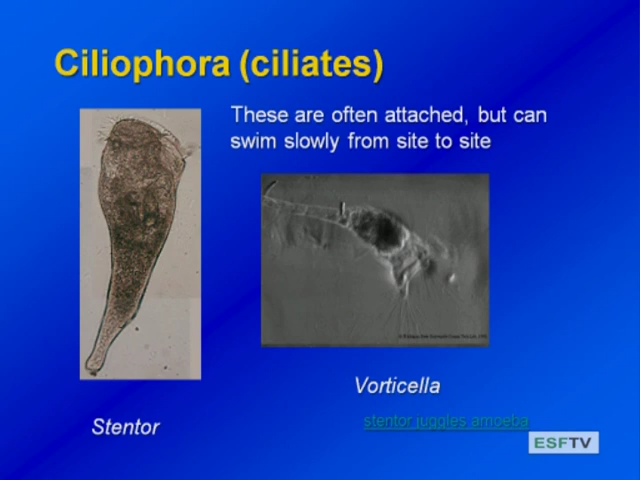 Ciliophora (ciliates)
These are often attached, but can
swim slowly from site to site
Vorticella
Stentor
stentor juggles amoeba
ESFTV